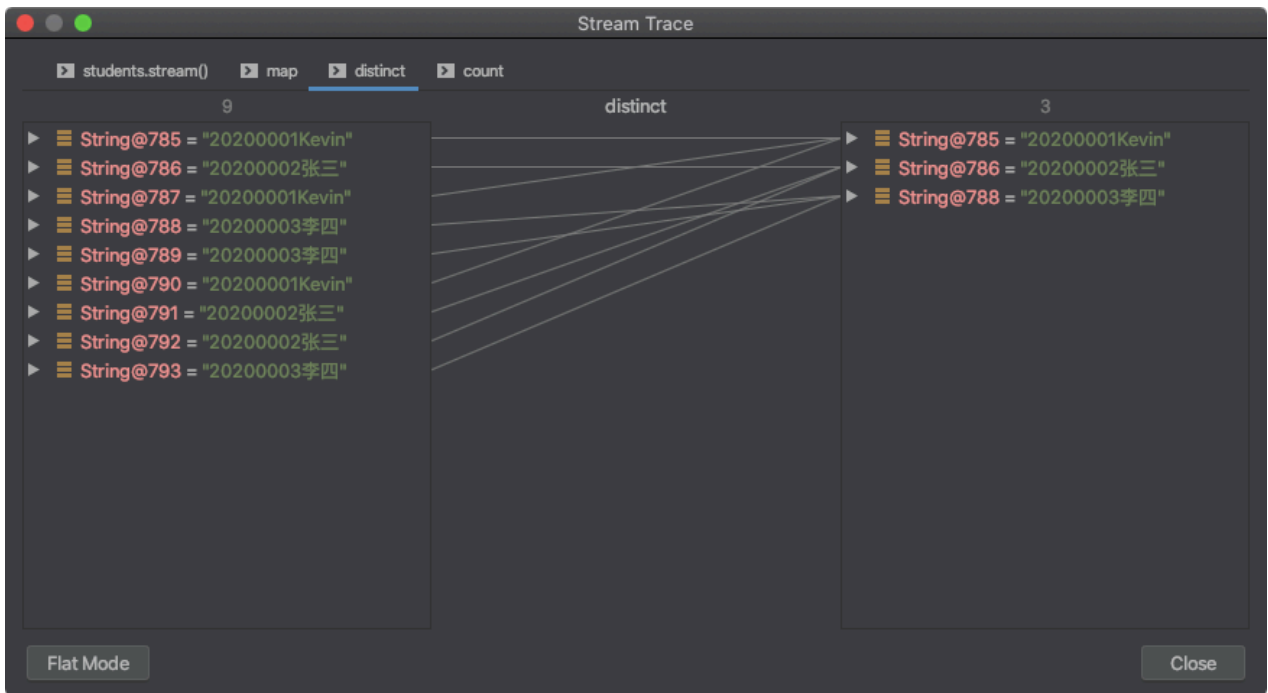 Stream Trace
students.stream() map distinct count
9 distinct 3
String@785 = "20200001Kevin" String@785 = "20200001Kevin"
String@786 = "20200002张三" String@786 = "20200002张三"
String@787 = "20200001Kevin" String@788 = "20200003李四"
String@788 = "20200003李四"
String@789 = "20200003李四"
String@790 = "20200001Kevin"
String@791 = "20200002张三"
String@792 = "20200002张三"
String@793 = "20200003李四"
Flat Mode Close